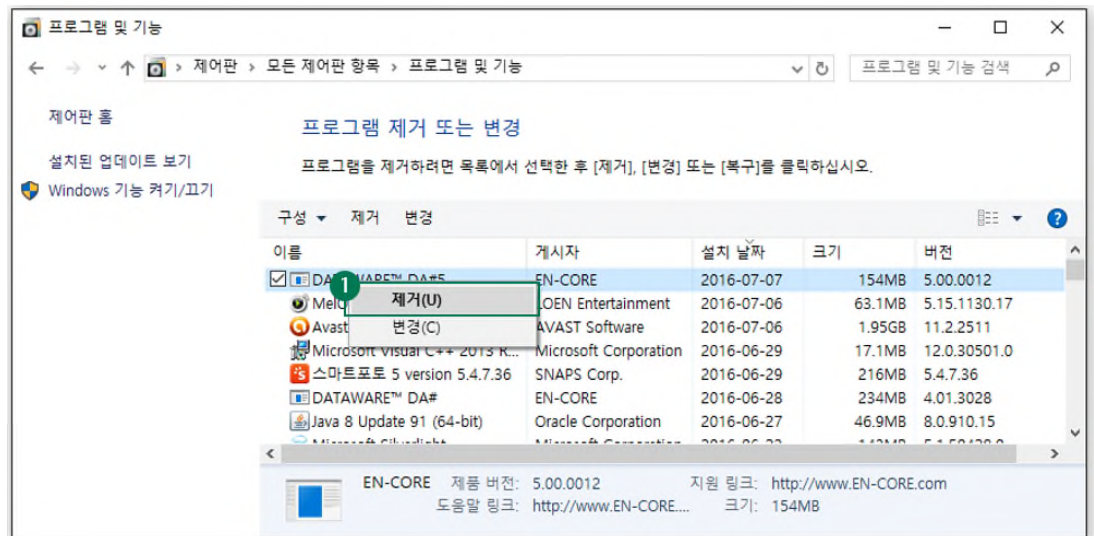 프로그램 및 기능
제어판 > 모든 제어판 항목 > 프로그램 및 기능
프로그램 및 기능 검색
제어판 홈
설치된 업데이트 보기
Windows 기능 켜기/끄기
프로그램 제거 또는 변경
프로그램을 제거하려면 목록에서 선택한 후 [제거], [변경] 또는 [복구]를 클릭하십시오.
구성 제거 변경
이름 게시자 설치 날짜 크기 버전
DATAWARE™ DA#5 EN-CORE 2016-07-07 154MB 5.00.0012
1
제거(U)
변경(C)
LOEN Entertainment 2016-07-06 63.1MB 5.15.1130.17
Avast AVAST Software 2016-07-06 1.95GB 11.2.2511
Microsoft Visual C++ 2013 R... Microsoft Corporation 2016-06-29 17.1MB 12.0.30501.0
스마트포토 5 version 5.4.7.36 SNAPS Corp. 2016-06-29 216MB 5.4.7.36
DATAWARE™ DA# EN-CORE 2016-06-28 234MB 4.01.3028
Java 8 Update 91 (64-bit) Oracle Corporation 2016-06-27 46.9MB 8.0.910.15
Microsoft Silverlight Microsoft Corporation
EN-CORE 제품 버전: 5.00.0012 지원 링크: http://www.EN-CORE.com
도움말 링크: http://www.EN-CORE.... 크기: 154MB